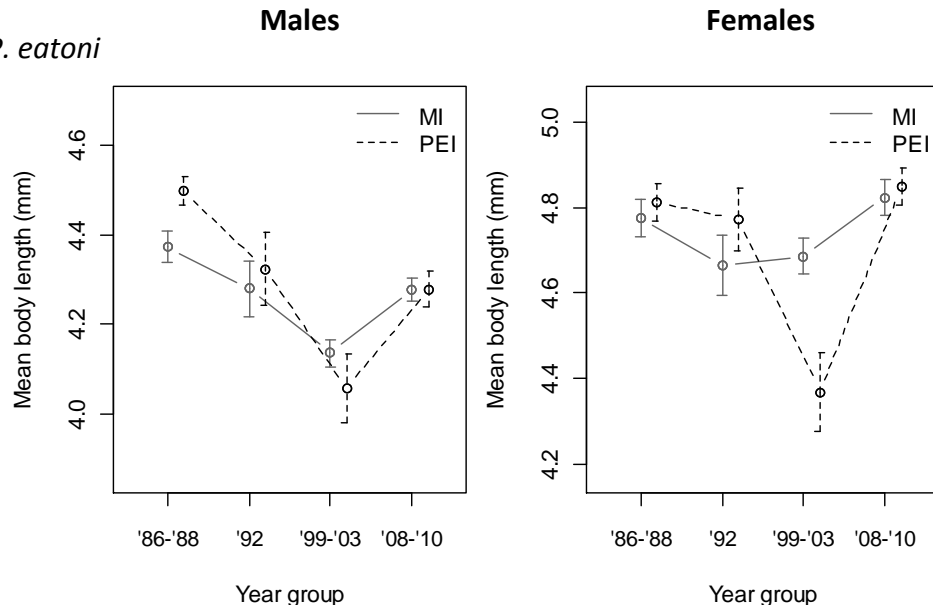 Males Females
P. eatoni
MI
PEI
MI
PEI
Mean body length (mm)
4.6
4.4
4.2
4.0
'86-'88 '92 '99-'03 '08-'10
Year group
Mean body length (mm)
5.0
4.8
4.6
4.4
4.2
'86-'88 '92 '99-'03 '08-'10
Year group